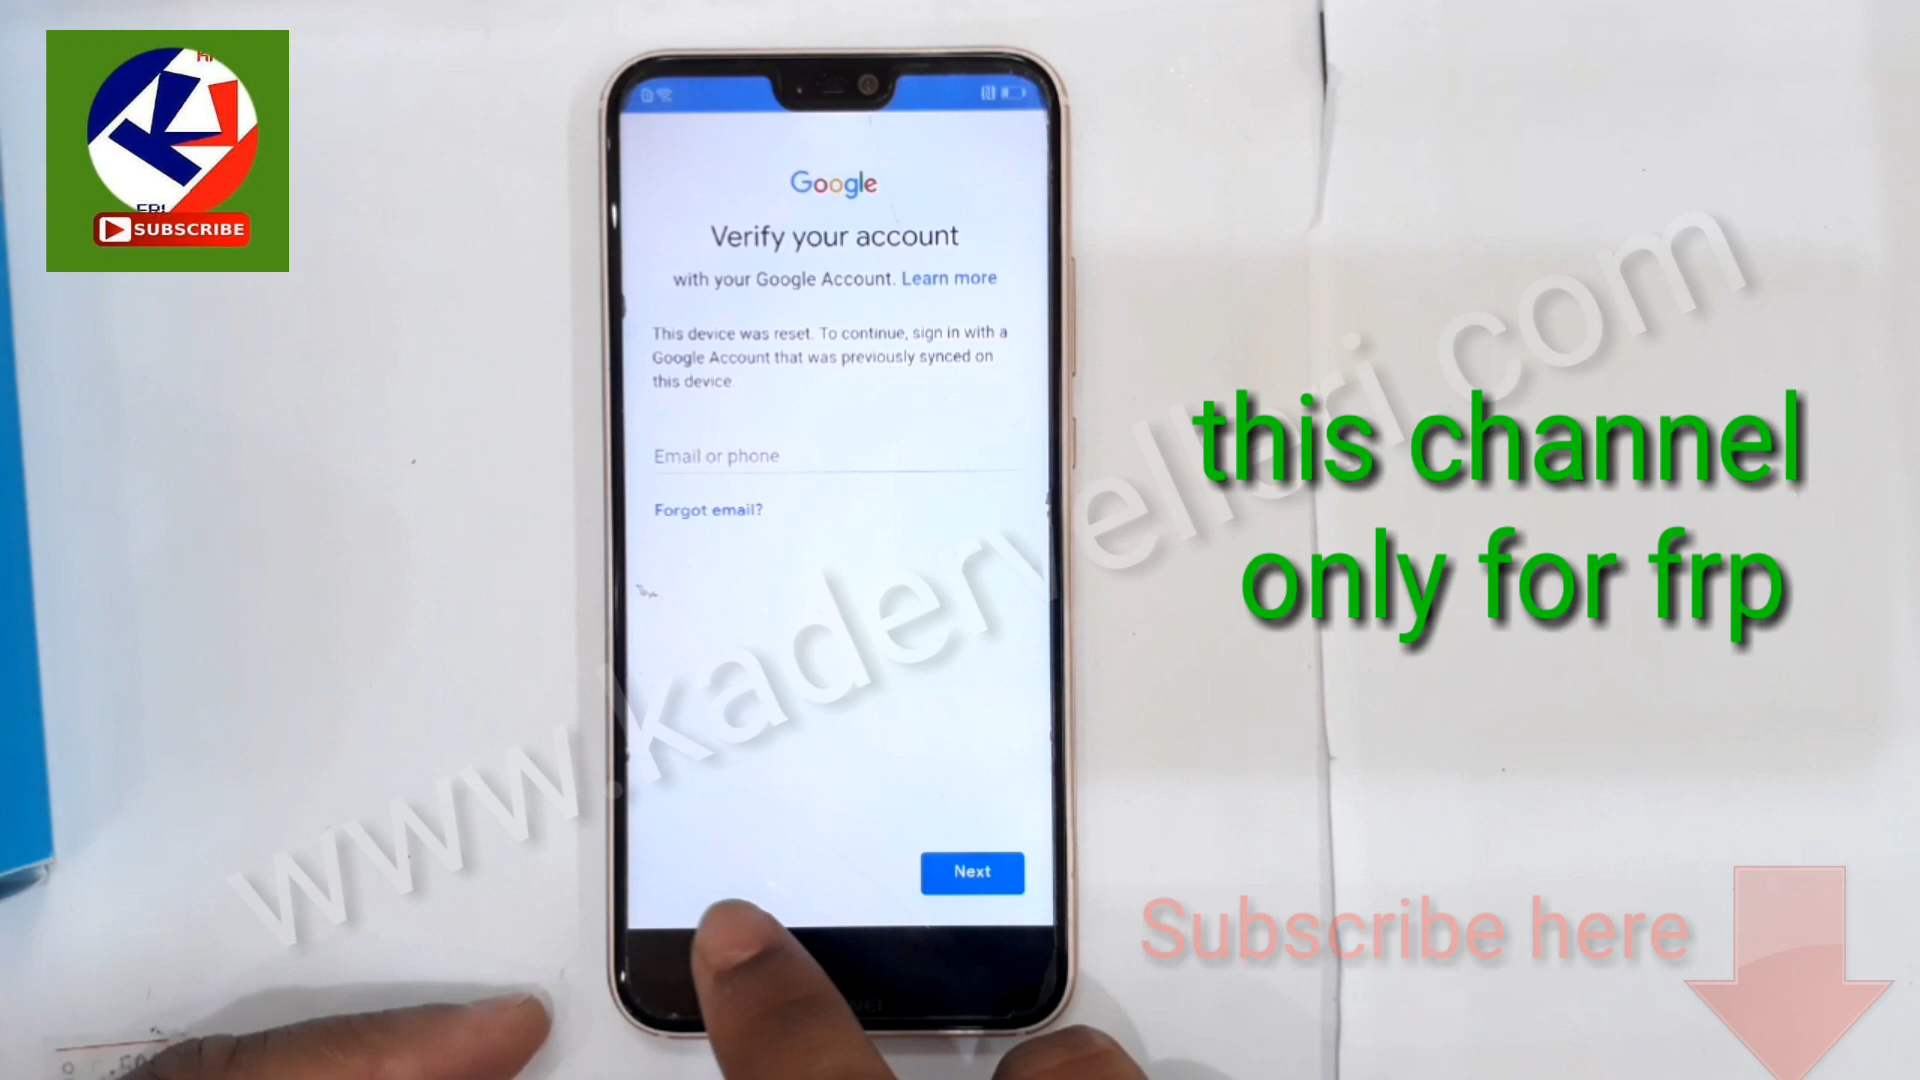 SUBSCRIBE
Google
Verify your account
with your Google Account. Learn more
This device was reset. To continue, sign in with a
Google Account that was previously synced on
this device.
Email or phone
Forgot email?
Next
this channel
only for frp
Subscribe here
www.kadervelleri.com